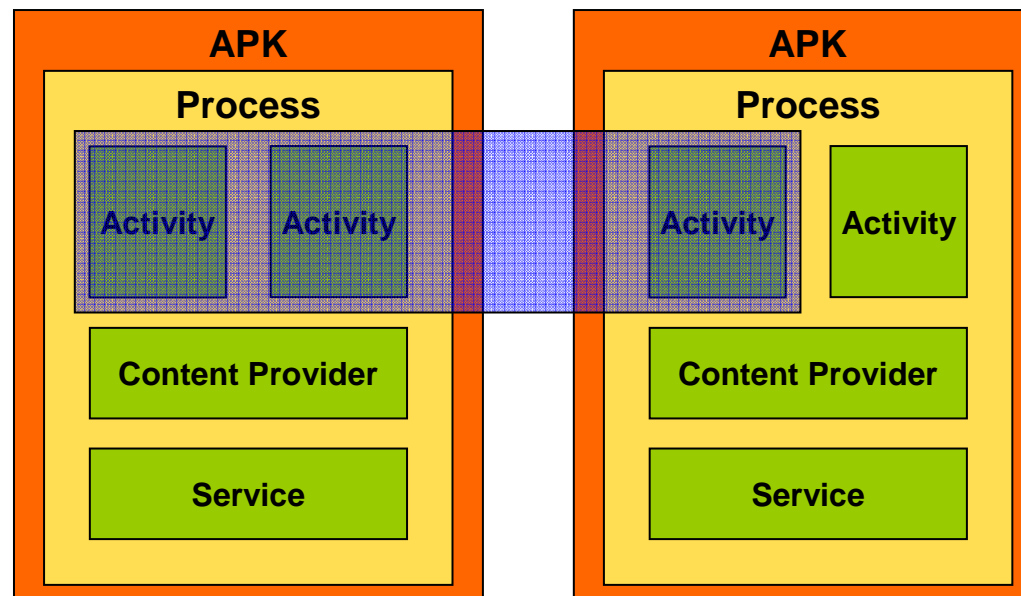 APK
Process
Activity
Activity
Content Provider
Service
APK
Process
Activity
Activity
Content Provider
Service